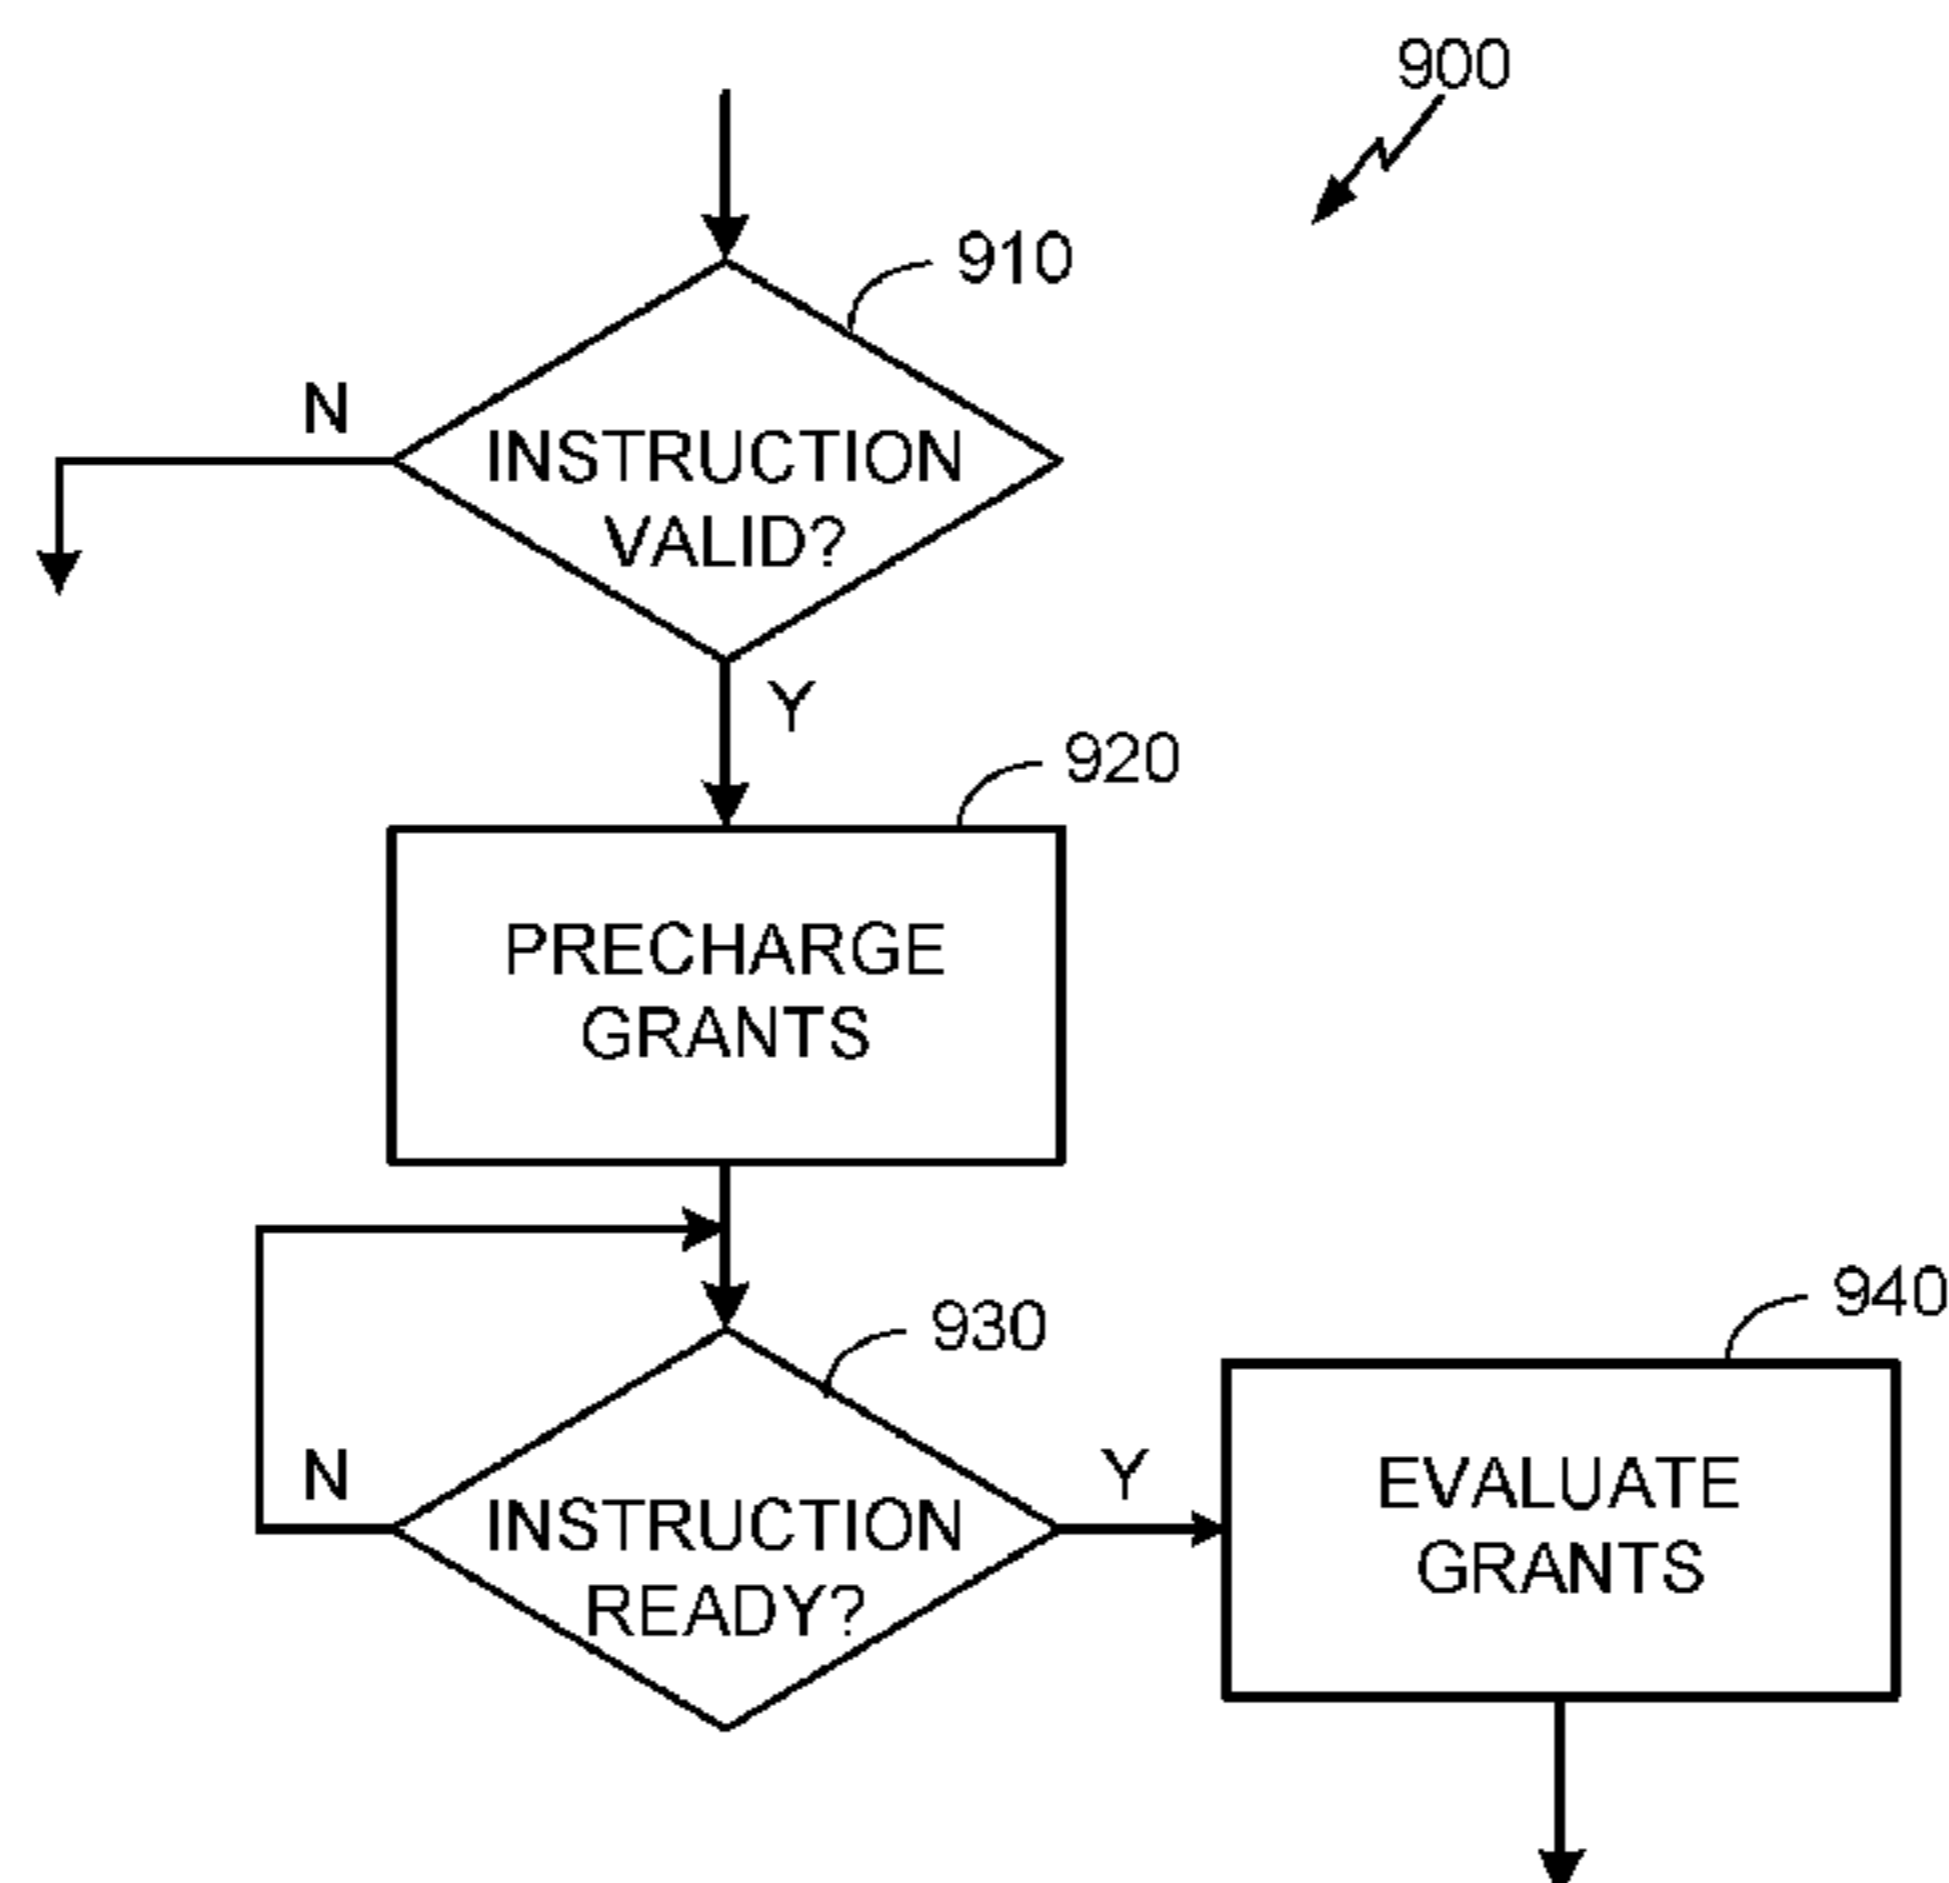 900
910
N
INSTRUCTION
VALID?
Y
920
PRECHARGE
GRANTS
930
940
N
INSTRUCTION
READY?
Y
EVALUATE
GRANTS